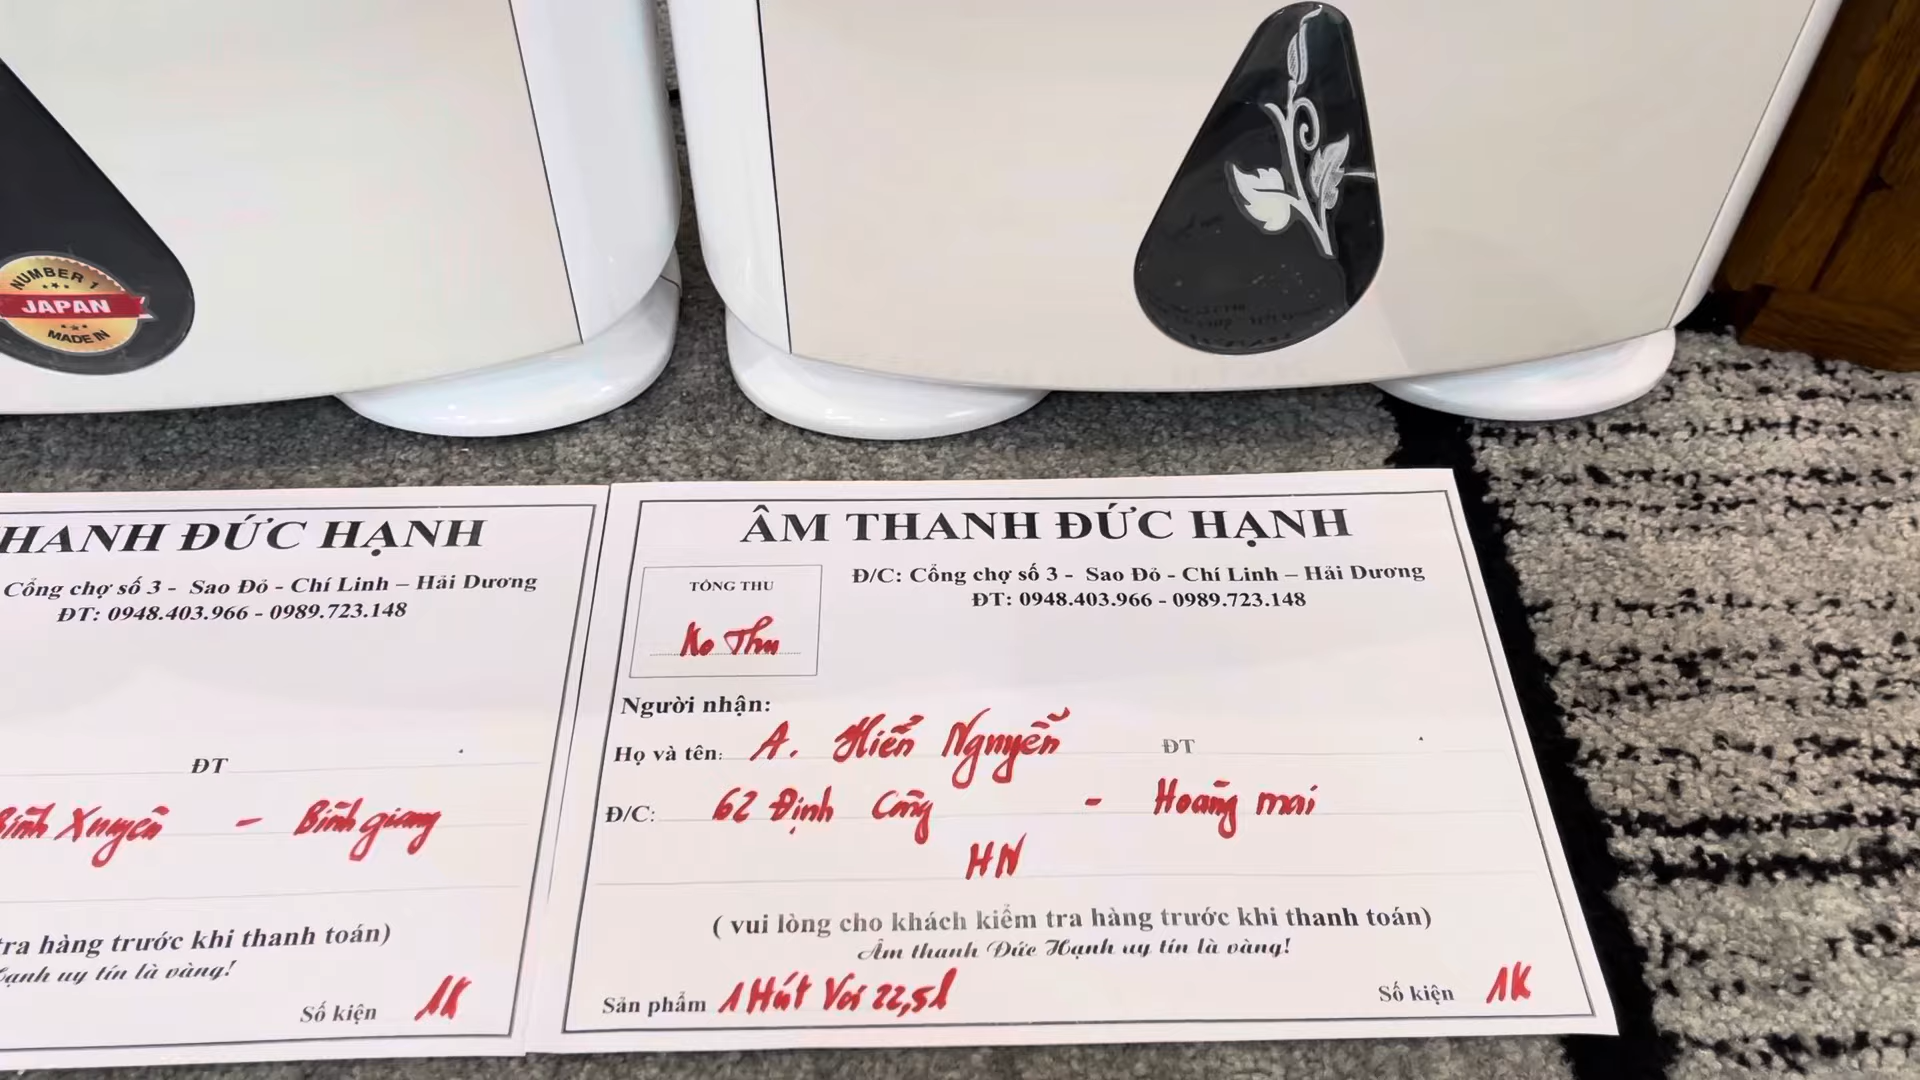 NUMBER 1
JAPAN
MADE IN
HANH ĐỨC HẠNH
Cổng chợ số 3 - Sao Đỏ - Chí Linh – Hải Dương
ĐT: 0948.403.966 - 0989.723.148
ĐT
Bình Xuyên - Bình giang
tra hàng trước khi thanh toán)
Hạnh uy tín là vàng!
Số kiện 1K
ÂM THANH ĐỨC HẠNH
TỔNG THU
Ko Thu
Đ/C: Cổng chợ số 3 - Sao Đỏ - Chí Linh – Hải Dương
ĐT: 0948.403.966 - 0989.723.148
Người nhận:
Họ và tên: A. Hiển Nguyễn ĐT
Đ/C: 62 Định Công - Hoàng mai
HN
( vui lòng cho khách kiểm tra hàng trước khi thanh toán)
Âm thanh Đức Hạnh uy tín là vàng!
Sản phẩm 1 Hút Vơi 22,5l Số kiện 1K